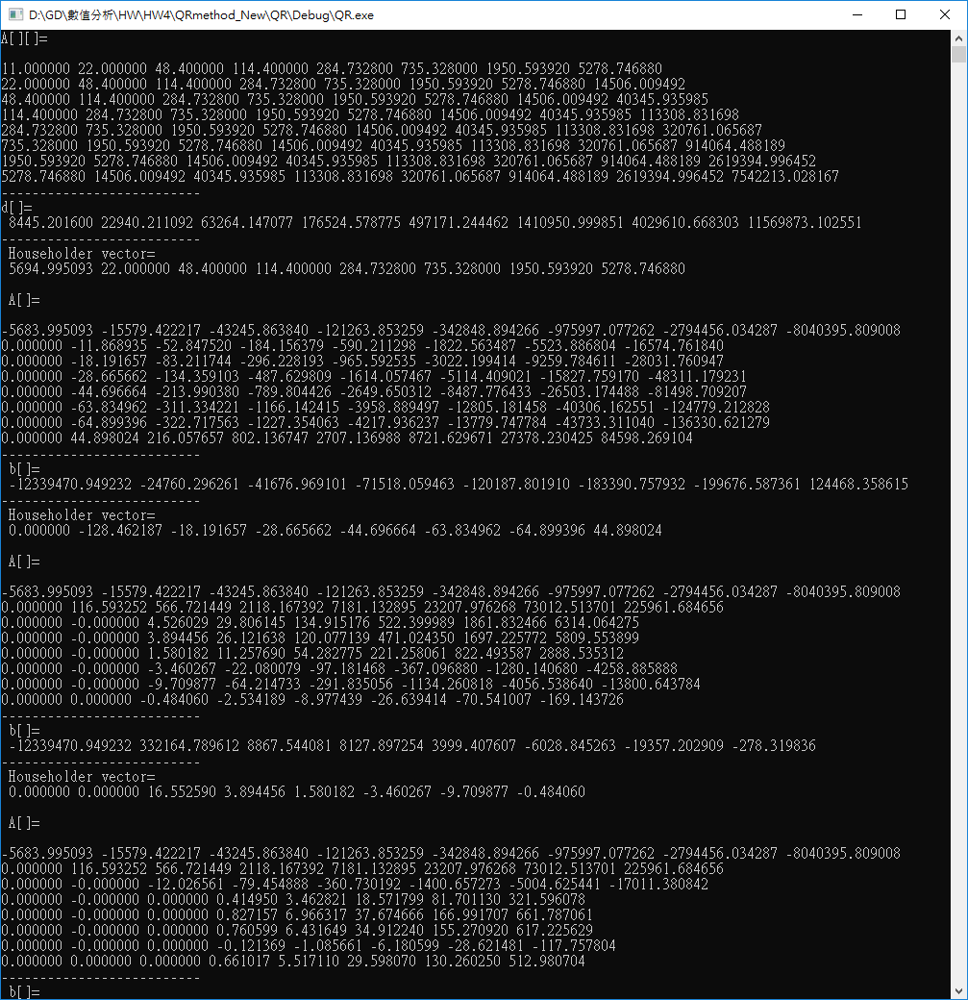 D:\GD\數值分析\HW\HW4\QRmethod_New\QR\Debug\QR.exe
A[][]=
11.000000 22.000000 48.400000 114.400000 284.732800 735.328000 1950.593920 5278.746880
22.000000 48.400000 114.400000 284.732800 735.328000 1950.593920 5278.746880 14506.009492
48.400000 114.400000 284.732800 735.328000 1950.593920 5278.746880 14506.009492 40345.935985
114.400000 284.732800 735.328000 1950.593920 5278.746880 14506.009492 40345.935985 113308.831698
284.732800 735.328000 1950.593920 5278.746880 14506.009492 40345.935985 113308.831698 320761.065687
735.328000 1950.593920 5278.746880 14506.009492 40345.935985 113308.831698 320761.065687 914064.488189
1950.593920 5278.746880 14506.009492 40345.935985 113308.831698 320761.065687 914064.488189 2619394.996452
5278.746880 14506.009492 40345.935985 113308.831698 320761.065687 914064.488189 2619394.996452 7542213.028167
--------------------------
d[]=
8445.201600 22940.211092 63264.147077 176524.578775 497171.244462 1410950.999851 4029610.668303 11569873.102551
--------------------------
Householder vector=
5694.995093 22.000000 48.400000 114.400000 284.732800 735.328000 1950.593920 5278.746880
A[]=
-5683.995093 -15579.422217 -43245.863840 -121263.853259 -342848.894266 -975997.077262 -2794456.034287 -8040395.809008
0.000000 -11.868935 -52.847520 -184.156379 -590.211298 -1822.563487 -5523.886804 -16574.761840
0.000000 -18.191657 -83.211744 -296.228193 -965.592535 -3022.199414 -9259.784611 -28031.760947
0.000000 -28.665662 -134.359103 -487.629809 -1614.057467 -5114.409021 -15827.759170 -48311.179231
0.000000 -44.696664 -213.990380 -789.804426 -2649.650312 -8487.776433 -26503.174488 -81498.709207
0.000000 -63.834962 -311.334221 -1166.142415 -3958.889497 -12805.181458 -40306.162551 -124779.212828
0.000000 -64.899396 -322.717563 -1227.354063 -4217.936237 -13779.747784 -43733.311040 -136330.621279
0.000000 44.898024 216.057657 802.136747 2707.136988 8721.629671 27378.230425 84598.269104
--------------------------
b[]=
-12339470.949232 -24760.296261 -41676.969101 -71518.059463 -120187.801910 -183390.757932 -199676.587361 124468.358615
--------------------------
Householder vector=
0.000000 -128.462187 -18.191657 -28.665662 -44.696664 -63.834962 -64.899396 44.898024
A[]=
-5683.995093 -15579.422217 -43245.863840 -121263.853259 -342848.894266 -975997.077262 -2794456.034287 -8040395.809008
0.000000 116.593252 566.721449 2118.167392 7181.132895 23207.976268 73012.513701 225961.684656
0.000000 -0.000000 4.526029 29.806145 134.915176 522.399989 1861.832466 6314.064275
0.000000 -0.000000 3.894456 26.121638 120.077139 471.024350 1697.225772 5809.553899
0.000000 -0.000000 1.580182 11.257690 54.282775 221.258061 822.493587 2888.535312
0.000000 -0.000000 -3.460267 -22.080079 -97.181468 -367.096880 -1280.140680 -4258.885888
0.000000 -0.000000 -9.709877 -64.214733 -291.835056 -1134.260818 -4056.538640 -13800.643784
0.000000 0.000000 -0.484060 -2.534189 -8.977439 -26.639414 -70.541007 -169.143726
--------------------------
b[]=
-12339470.949232 332164.789612 8867.544081 8127.897254 3999.407607 -6028.845263 -19357.202909 -278.319836
--------------------------
Householder vector=
0.000000 0.000000 16.552590 3.894456 1.580182 -3.460267 -9.709877 -0.484060
A[]=
-5683.995093 -15579.422217 -43245.863840 -121263.853259 -342848.894266 -975997.077262 -2794456.034287 -8040395.809008
0.000000 116.593252 566.721449 2118.167392 7181.132895 23207.976268 73012.513701 225961.684656
0.000000 -0.000000 -12.026561 -79.454888 -360.730192 -1400.657273 -5004.625441 -17011.380842
0.000000 -0.000000 0.000000 0.414950 3.462821 18.571799 81.701130 321.596078
0.000000 -0.000000 0.000000 0.827157 6.966317 37.674666 166.991707 661.787061
0.000000 -0.000000 0.000000 0.760599 6.431649 34.912240 155.270920 617.225629
0.000000 -0.000000 0.000000 -0.121369 -1.085661 -6.180599 -28.621481 -117.757804
0.000000 0.000000 0.000000 0.661017 5.517110 29.598070 130.260250 512.980704
--------------------------
b[]=